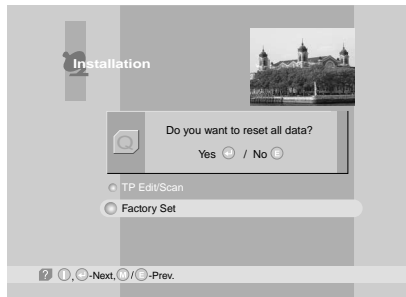 Installation
Do you want to reset all data?
Yes / No E
TP Edit/Scan
Factory Set
? , -Next, M / E -Prev.